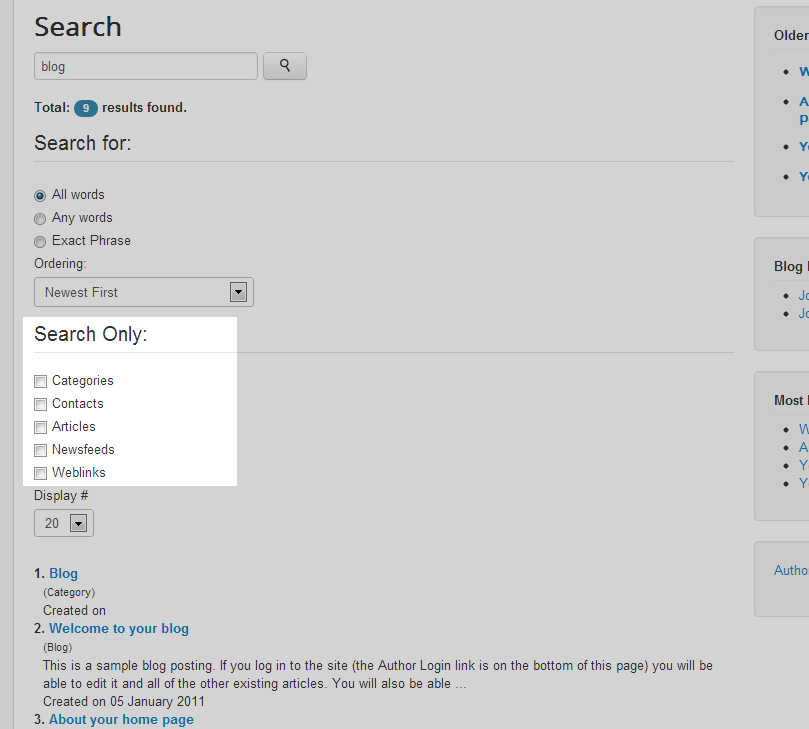 Search
blog
Total: 9 results found.
Search for:
All words
Any words
Exact Phrase
Ordering:
Newest First
Search Only:
Categories
Contacts
Articles
Newsfeeds
Weblinks
Display #
20
1. Blog
(Category)
Created on
2. Welcome to your blog
(Blog)
This is a sample blog posting. If you log in to the site (the Author Login link is on the bottom of this page) you will be
able to edit it and all of the other existing articles. You will also be able ...
Created on 05 January 2011
3. About your home page
Older
Blog
Most